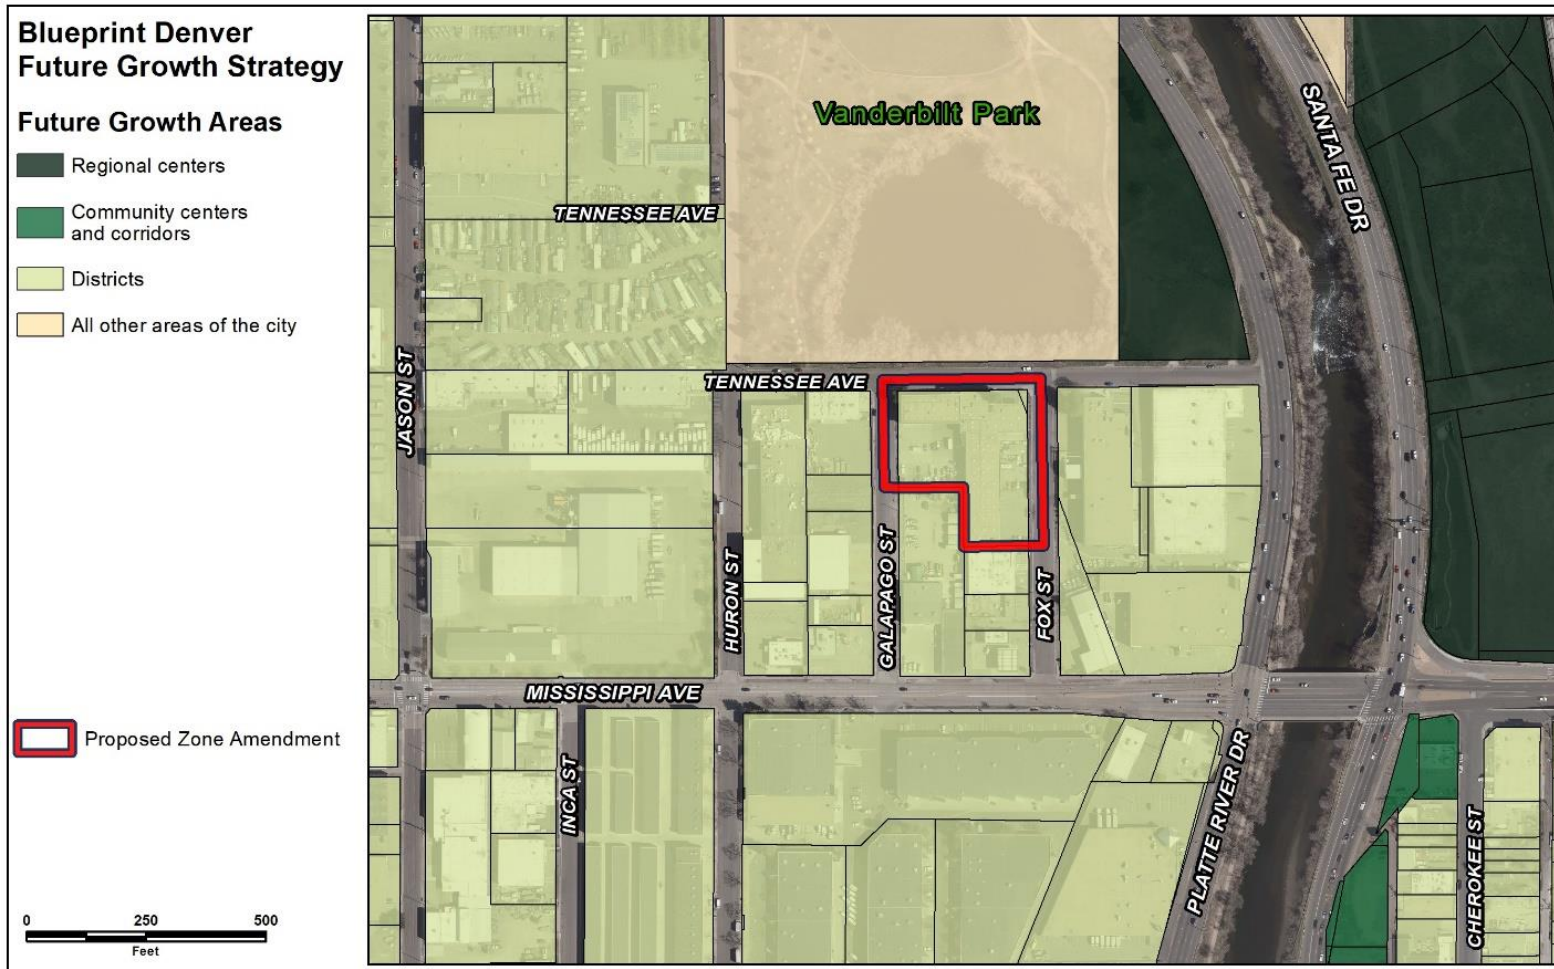 Blueprint Denver
Future Growth Strategy
Future Growth Areas
Regional centers
Community centers
and corridors
Districts
All other areas of the city
Proposed Zone Amendment
0 250 500
Feet
Vanderbilt Park
SANTA FE DR
TENNESSEE AVE
TENNESSEE AVE
JASON ST
HURON ST
GALAPAGO ST
FOX ST
MISSISSIPPI AVE
INCA ST
PLATTE RIVER DR
CHEROKEE ST